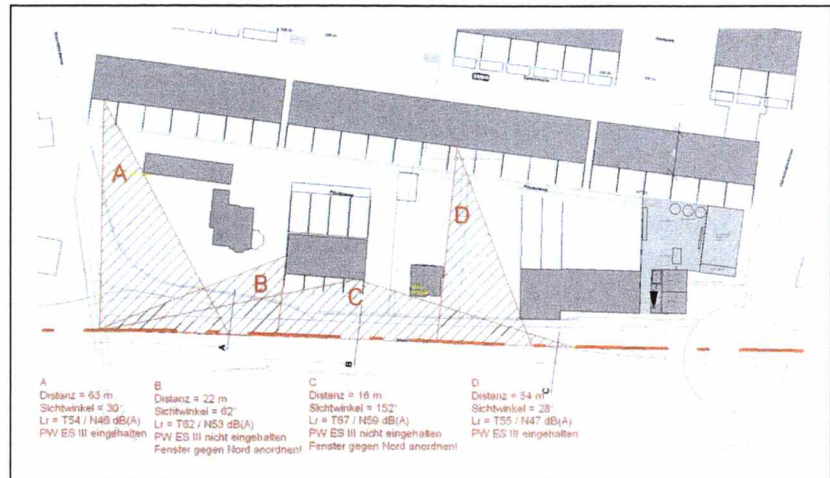 A
B
C
D
A
B
C
A
Distanz = 63 m
Sichtwinkel = 30°
Lr = T54 / N46 dB(A)
PW ES III eingehalten
B
Distanz = 22 m
Sichtwinkel = 62°
Lr = T62 / N53 dB(A)
PW ES III nicht eingehalten
Fenster gegen Nord anordnen!
C
Distanz = 16 m
Sichtwinkel = 152°
Lr = T67 / N59 dB(A)
PW ES III nicht eingehalten
Fenster gegen Nord anordnen!
D
Distanz = 54 m
Sichtwinkel = 28°
Lr = T55 / N47 dB(A)
PW ES III eingehalten